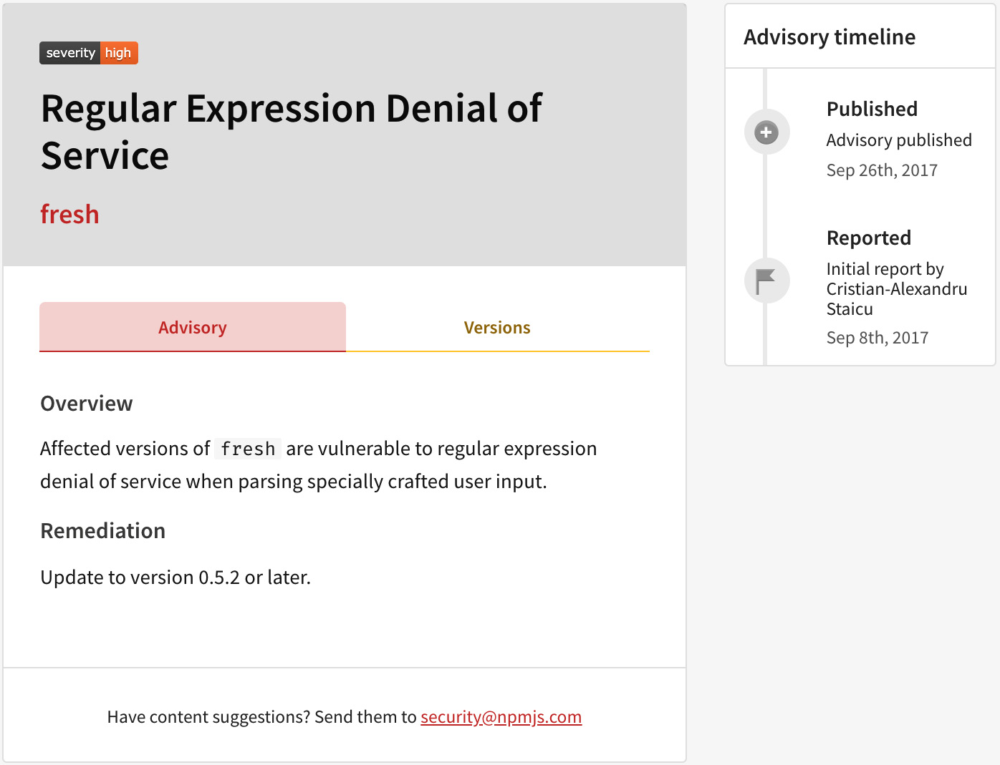 severity high
Regular Expression Denial of
Service
fresh
Advisory
Versions
Overview
Affected versions of fresh are vulnerable to regular expression
denial of service when parsing specially crafted user input.
Remediation
Update to version 0.5.2 or later.
Have content suggestions? Send them to security@npmjs.com
Advisory timeline
Published
Advisory published
Sep 26th, 2017
Reported
Initial report by
Cristian-Alexandru
Staicu
Sep 8th, 2017